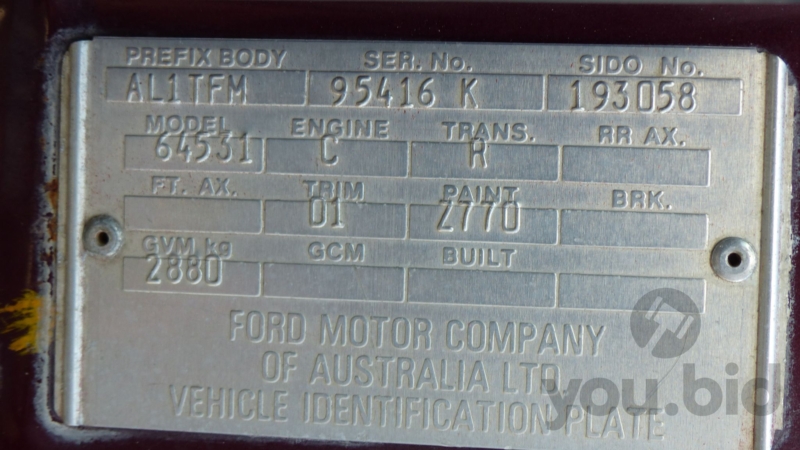 PREFIX BODY SER. No. SIDO No.
AL1TFM 95416 K 193058
MODEL ENGINE TRANS. RR AX.
64531 C R
FT. AX. TRIM PAINT BRK.
D1 Z770
GVM kg GCM BUILT
2880
FORD MOTOR COMPANY
OF AUSTRALIA LTD.
VEHICLE IDENTIFICATION PLATE
you.bid